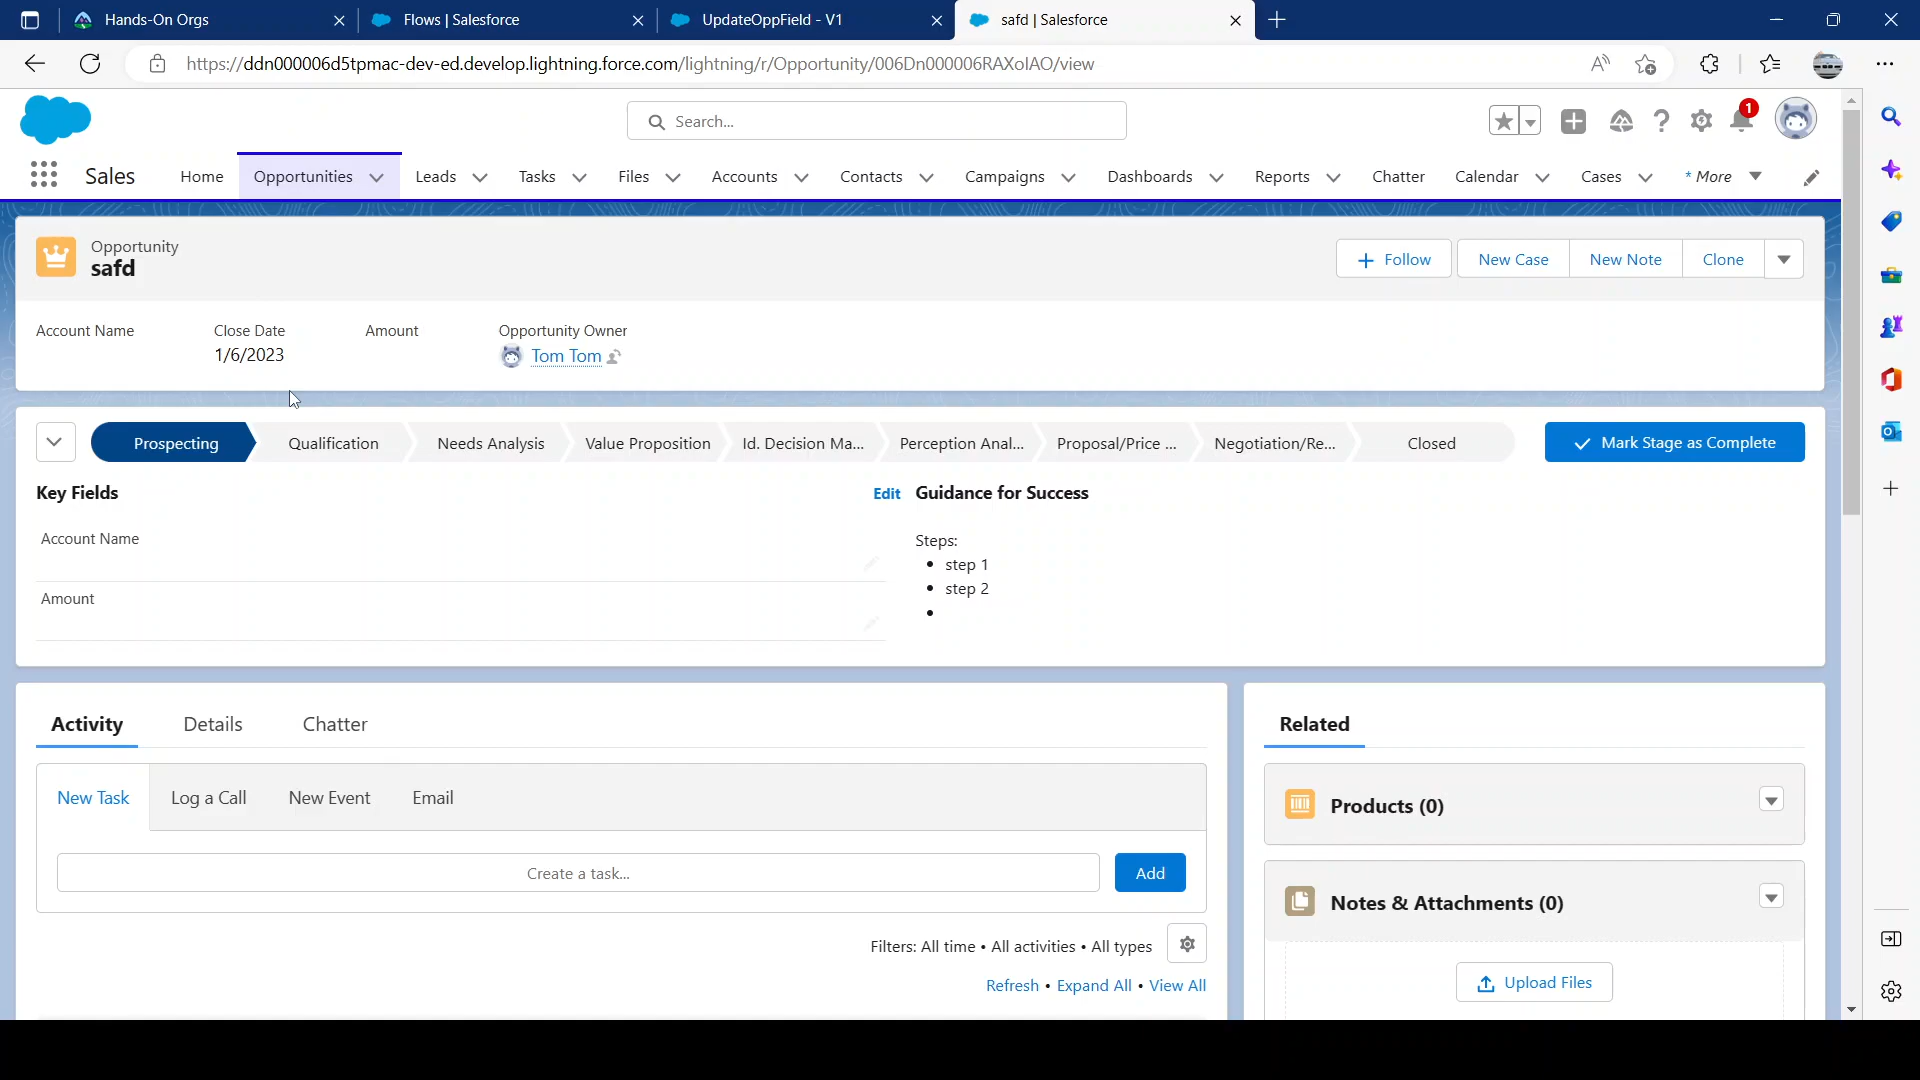 Hands-On Orgs
Flows | Salesforce
UpdateOppField - V1
safd | Salesforce
https://ddn000006d5tpmac-dev-ed.develop.lightning.force.com/lightning/r/Opportunity/006Dn000006RAXoIAO/view
Search...
1
Sales
Home
Opportunities
Leads
Tasks
Files
Accounts
Contacts
Campaigns
Dashboards
Reports
Chatter
Calendar
Cases
* More
Opportunity
safd
Follow
New Case
New Note
Clone
Account Name
Close Date
Amount
Opportunity Owner
1/6/2023
Tom Tom
Prospecting
Qualification
Needs Analysis
Value Proposition
Id. Decision Ma...
Perception Anal...
Proposal/Price ...
Negotiation/Re...
Closed
Mark Stage as Complete
Key Fields
Edit
Guidance for Success
Account Name
Amount
Steps:
• step 1
• step 2
•
Activity
Details
Chatter
Related
New Task
Log a Call
New Event
Email
Create a task...
Add
Filters: All time • All activities • All types
Refresh • Expand All • View All
Products (0)
Notes & Attachments (0)
Upload Files